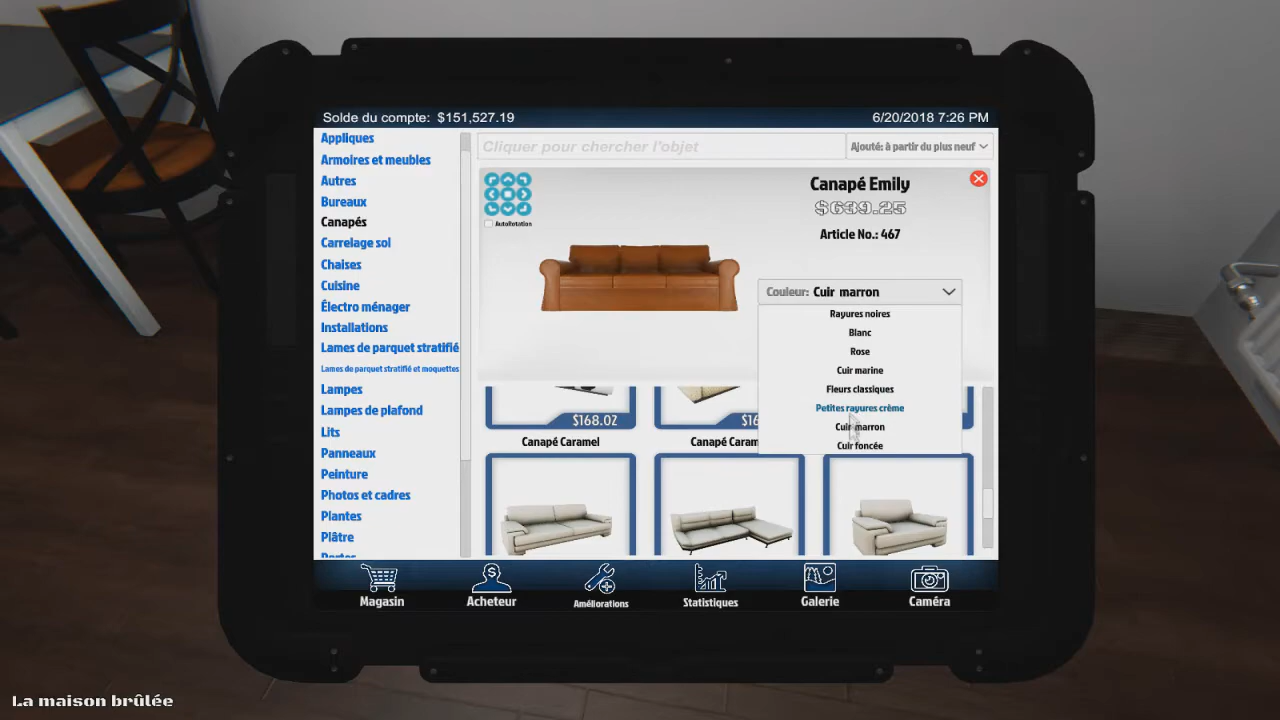 Solde du compte: $151,527.19
6/20/2018 7:26 PM
Appliques
Armoires et meubles
Autres
Bureaux
Canapés
Carrelage sol
Chaises
Cuisine
Électro ménager
Installations
Lames de parquet stratifié
Lames de parquet stratifié et moquettes
Lampes
Lampes de plafond
Lits
Panneaux
Peinture
Photos et cadres
Plantes
Plâtre
Cliquer pour chercher l'objet
Ajouté: à partir du plus neuf
Autorotation
Canapé Emily
$639.25
Article No.: 467
Couleur: Cuir marron
Rayures noires
Blanc
Rose
Cuir marine
Fleurs classiques
Petites rayures crème
Cuir marron
Cuir foncée
$168.02
Canapé Caramel
Magasin
Acheteur
Améliorations
Statistiques
Galerie
Caméra
La maison brûlée